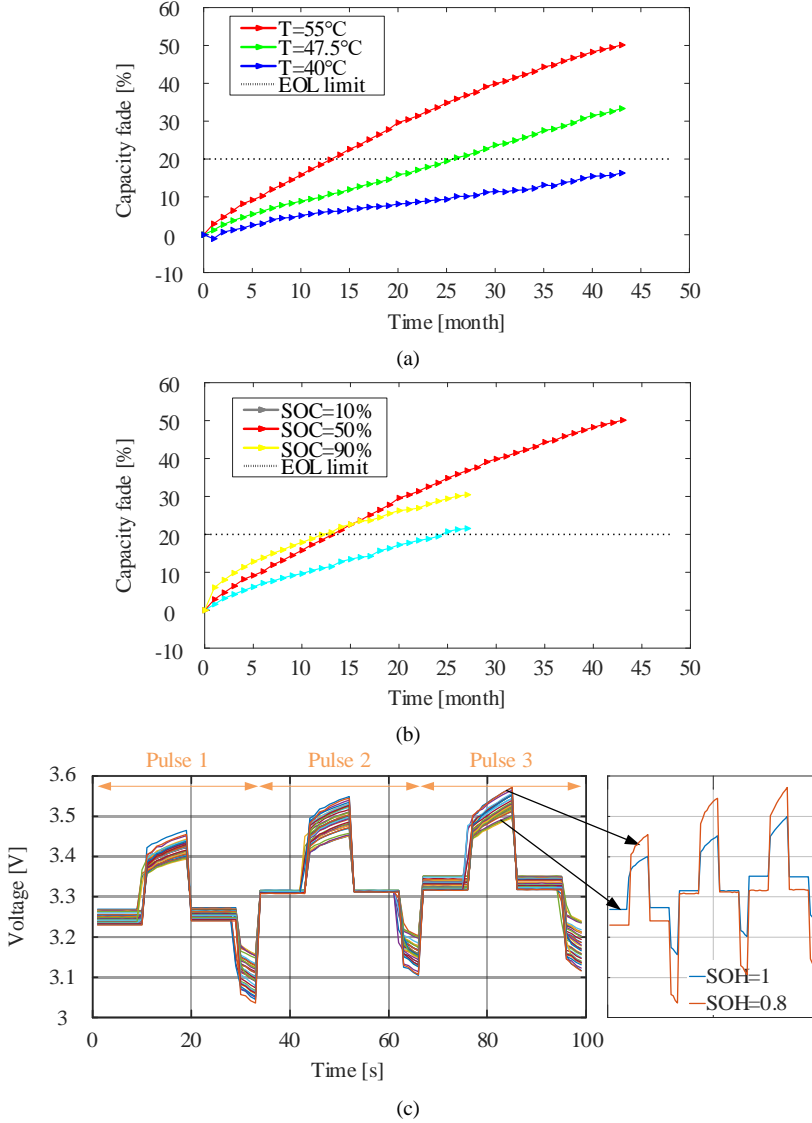 60
50
40
30
20
10
0
-10
Capacity fade [%]
T=55°C
T=47.5°C
T=40°C
EOL limit
0 5 10 15 20 25 30 35 40 45 50
Time [month]
(a)
60
50
40
30
20
10
0
-10
Capacity fade [%]
SOC=10%
SOC=50%
SOC=90%
EOL limit
0 5 10 15 20 25 30 35 40 45 50
Time [month]
(b)
Pulse 1 Pulse 2 Pulse 3
3.6
3.5
3.4
3.3
3.2
3.1
3
Voltage [V]
0 20 40 60 80 100
Time [s]
SOH=1
SOH=0.8
(c)